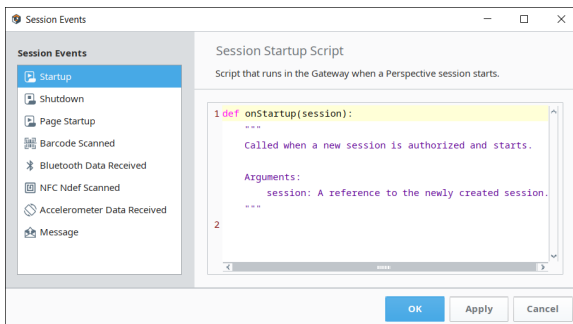 Session Events
Session Events
Startup
Shutdown
Page Startup
Barcode Scanned
Bluetooth Data Received
NFC Ndef Scanned
Accelerometer Data Received
Message
Session Startup Script
Script that runs in the Gateway when a Perspective session starts.
1 def onStartup(session):
"""
Called when a new session is authorized and starts.
Arguments:
session: A reference to the newly created session.
"""
2
OK
Apply
Cancel